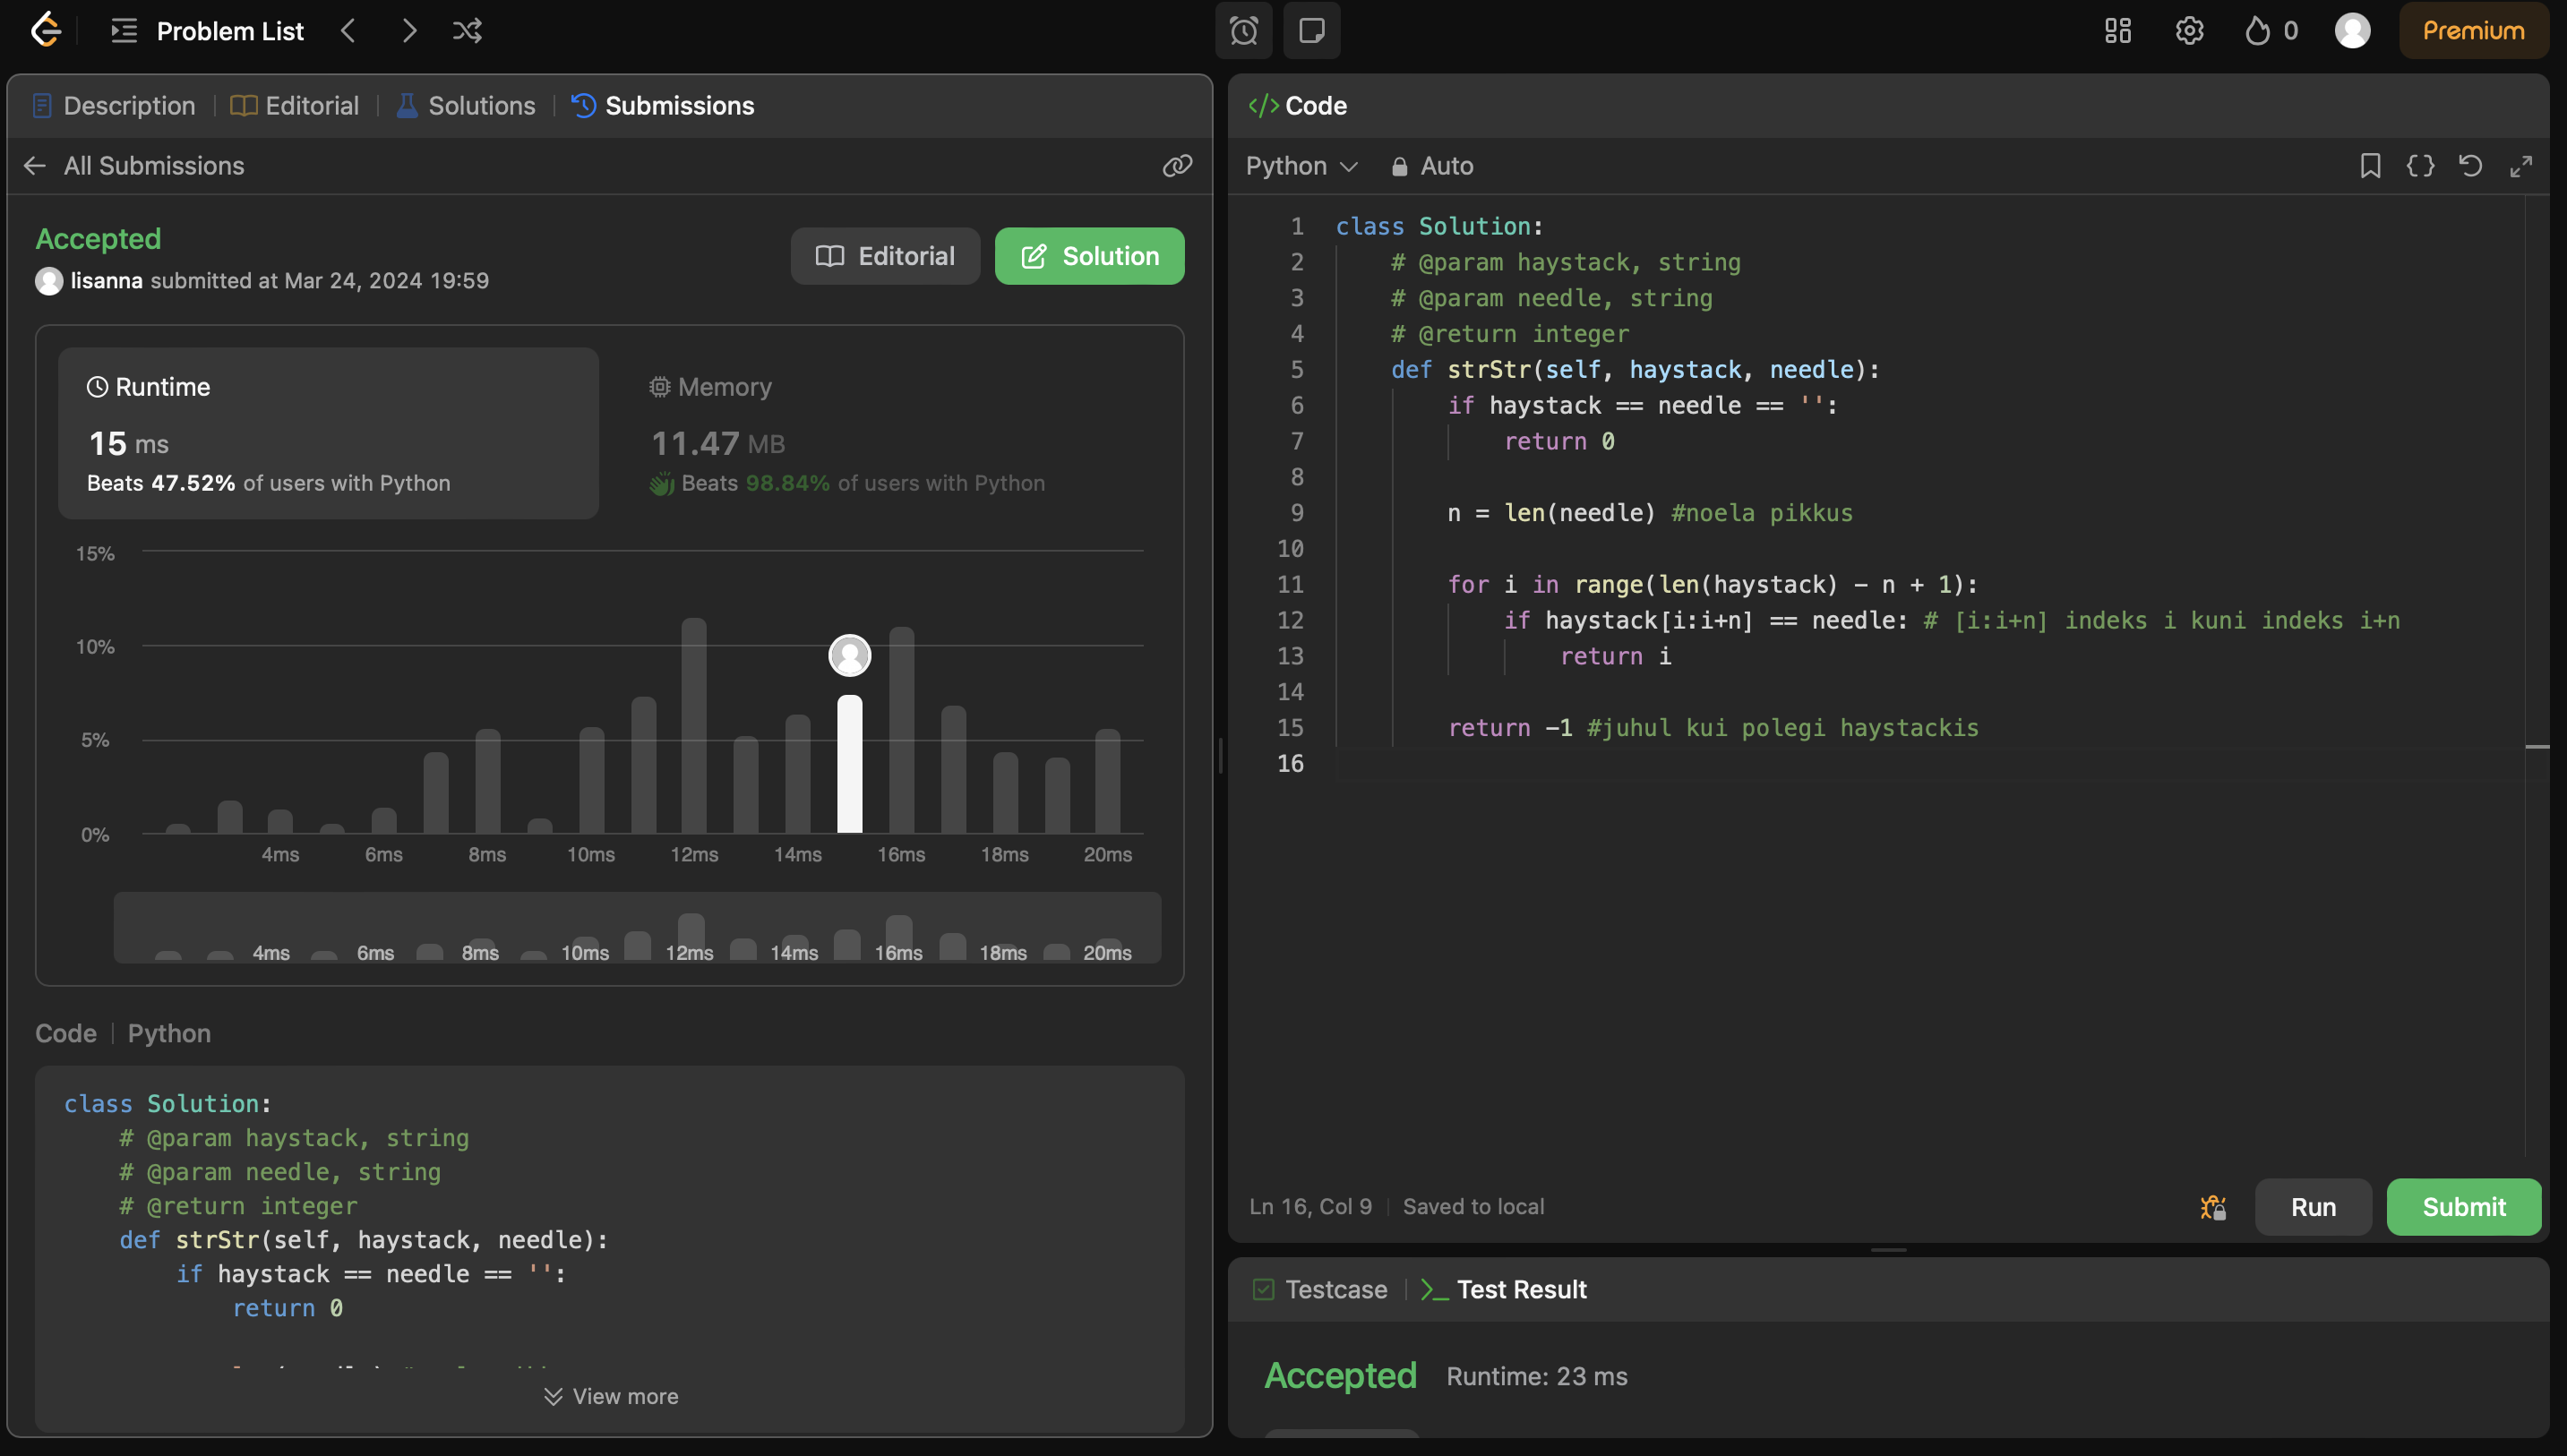 Problem List
0
Premium
Description
Editorial
Solutions
Submissions
All Submissions
Accepted
lisanna submitted at Mar 24, 2024 19:59
Editorial
Solution
Runtime
15 ms
Beats 47.52% of users with Python
Memory
11.47 MB
Beats 98.84% of users with Python
15%
10%
5%
0%
4ms 6ms 8ms 10ms 12ms 14ms 16ms 18ms 20ms
4ms 6ms 8ms 10ms 12ms 14ms 16ms 18ms 20ms
Code | Python
class Solution:
    # @param haystack, string
    # @param needle, string
    # @return integer
    def strStr(self, haystack, needle):
        if haystack == needle == '':
            return 0
View more
</> Code
Python
Auto
1 class Solution:
2     # @param haystack, string
3     # @param needle, string
4     # @return integer
5     def strStr(self, haystack, needle):
6         if haystack == needle == '':
7             return 0
8
9         n = len(needle) #noela pikkus
10
11         for i in range(len(haystack) - n + 1):
12             if haystack[i:i+n] == needle: # [i:i+n] indeks i kuni indeks i+n
13                 return i
14
15         return -1 #juhul kui polegi haystackis
16
Ln 16, Col 9
Saved to local
Run
Submit
Testcase
Test Result
Accepted
Runtime: 23 ms